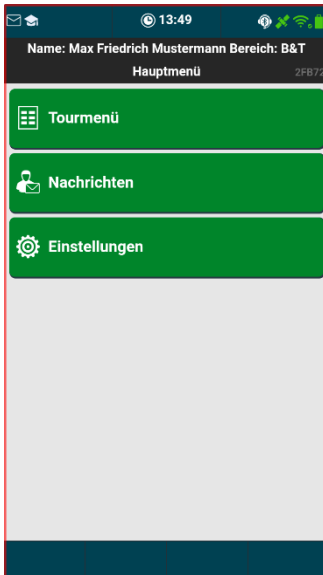 13:49
Name: Max Friedrich Mustermann Bereich: B&T
Hauptmenü
2FB72
Tourmenü
Nachrichten
Einstellungen